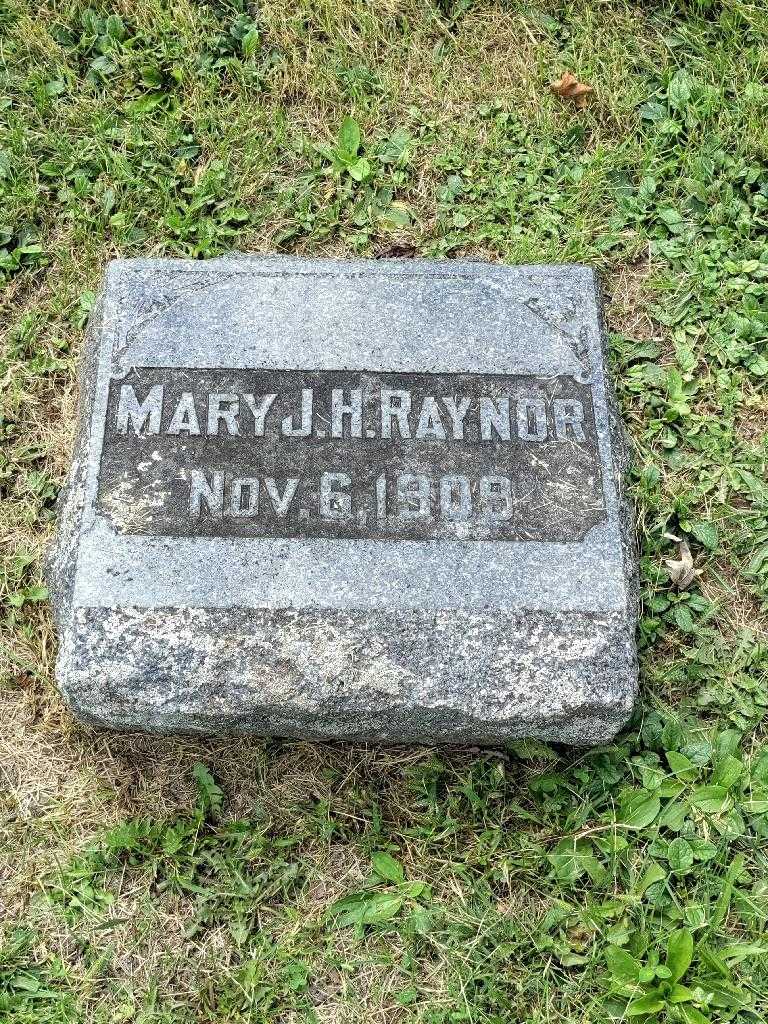 MARY J. H. RAYNOR
NOV. 6, 1909